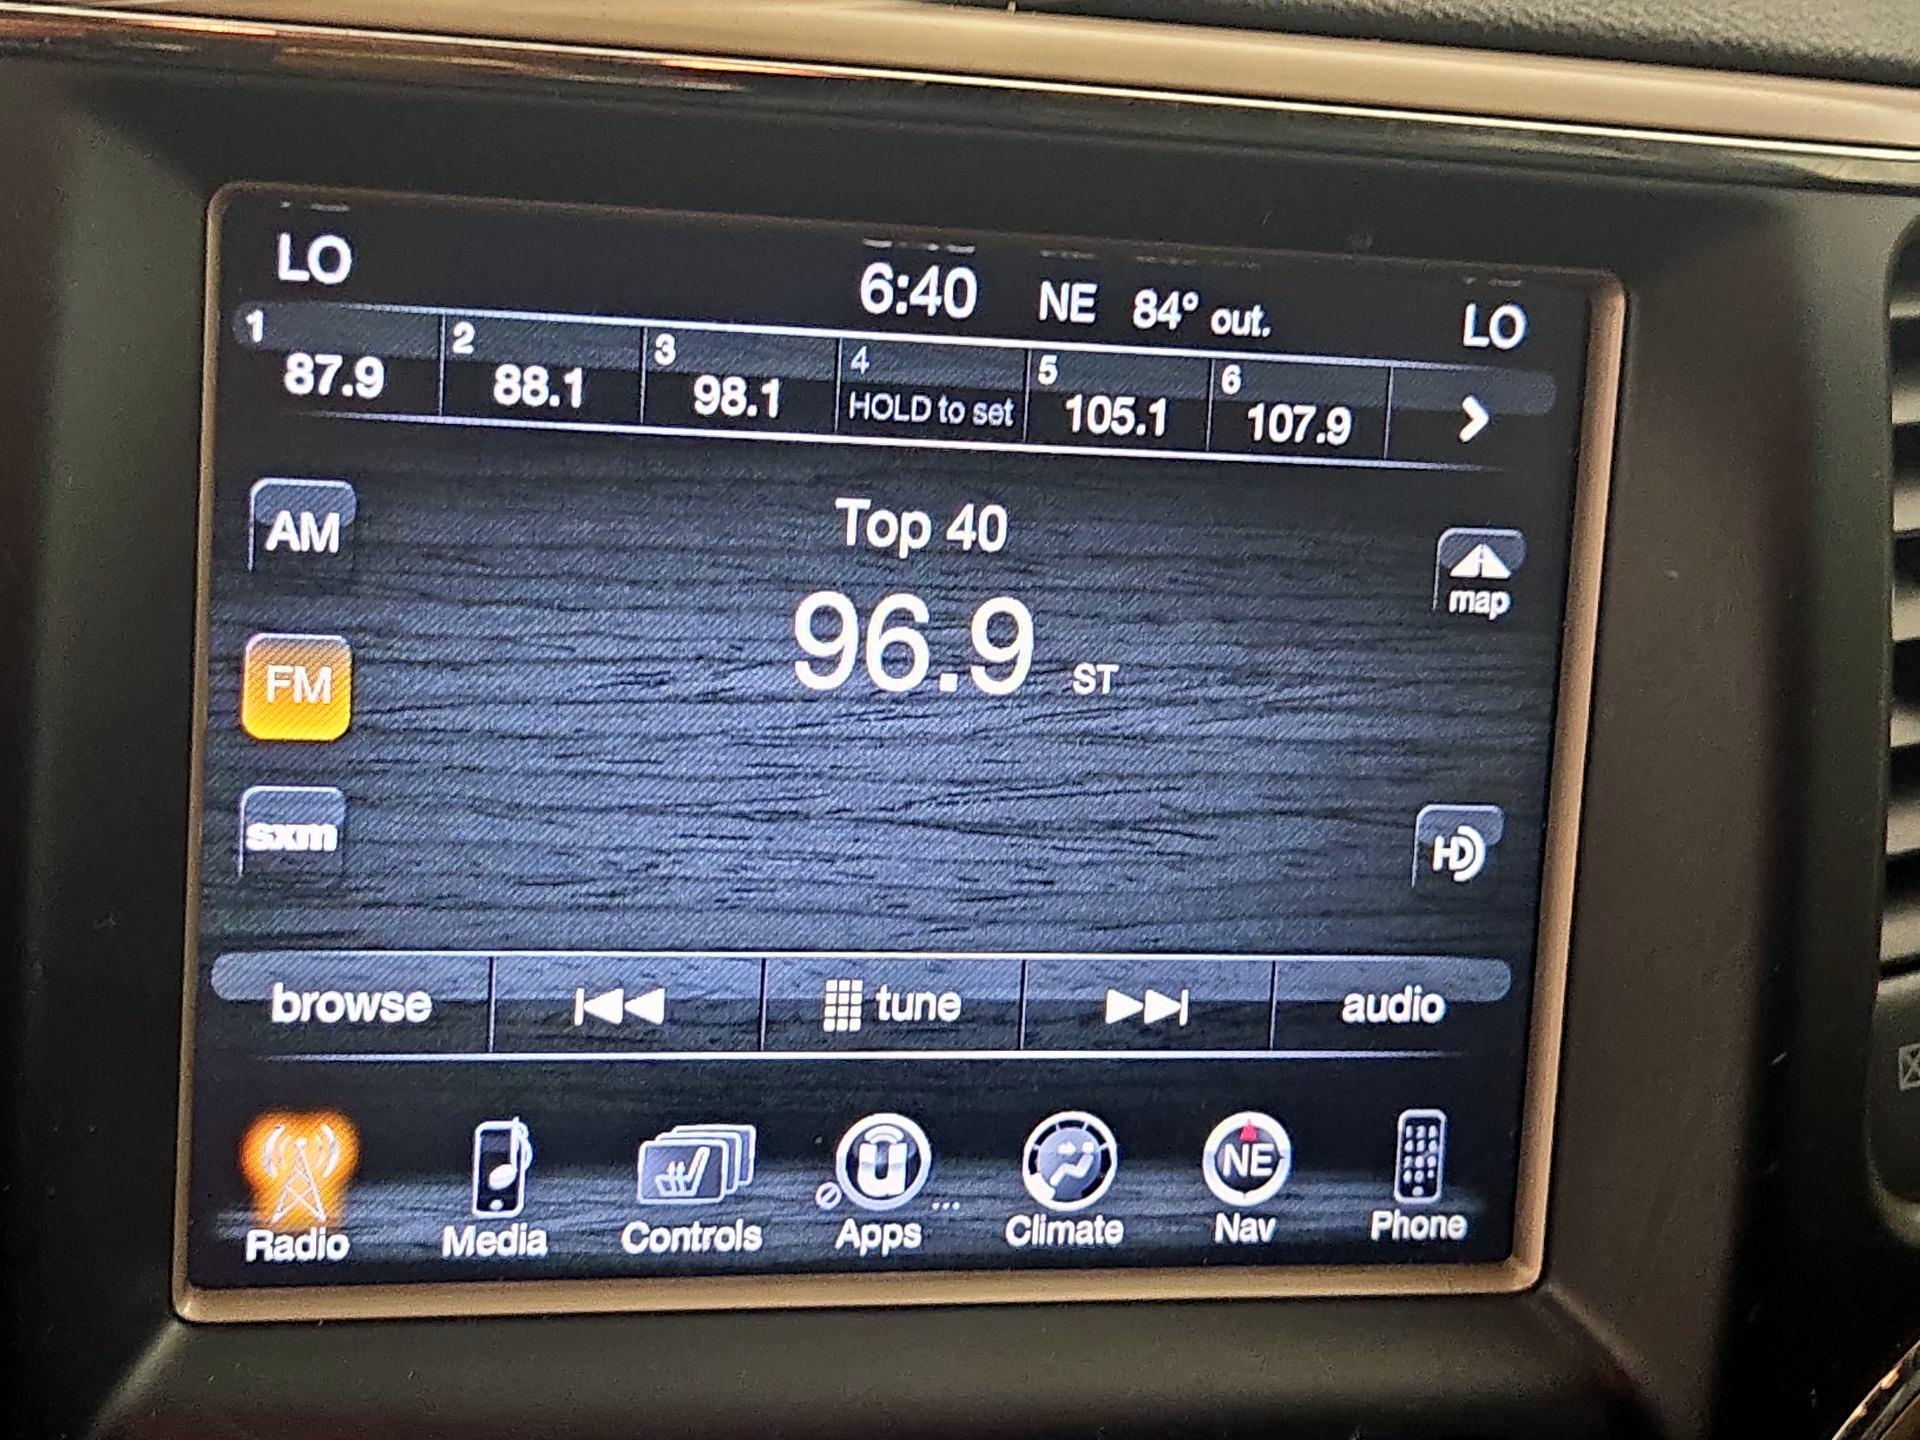 LO 6:40 NE 84° out. LO
1 2 3 4 5 6
87.9 88.1 98.1 HOLD to set 105.1 107.9
AM Top 40 map
96.9 ST
FM
sxm HD
browse tune audio
NE
Radio Media Controls Apps ... Climate Nav Phone